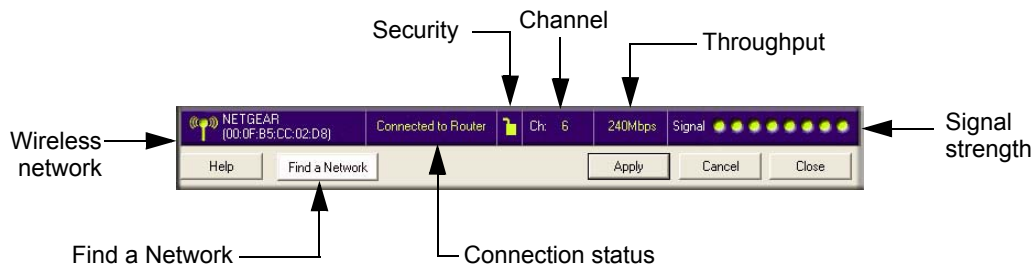 Security
Channel
Throughput
NETGEAR
(00:0F:B5:CC:02:D8)
Connected to Router
Ch: 6
240Mbps
Signal
Wireless
network
Signal
strength
Help
Find a Network
Apply
Cancel
Close
Find a Network
Connection status